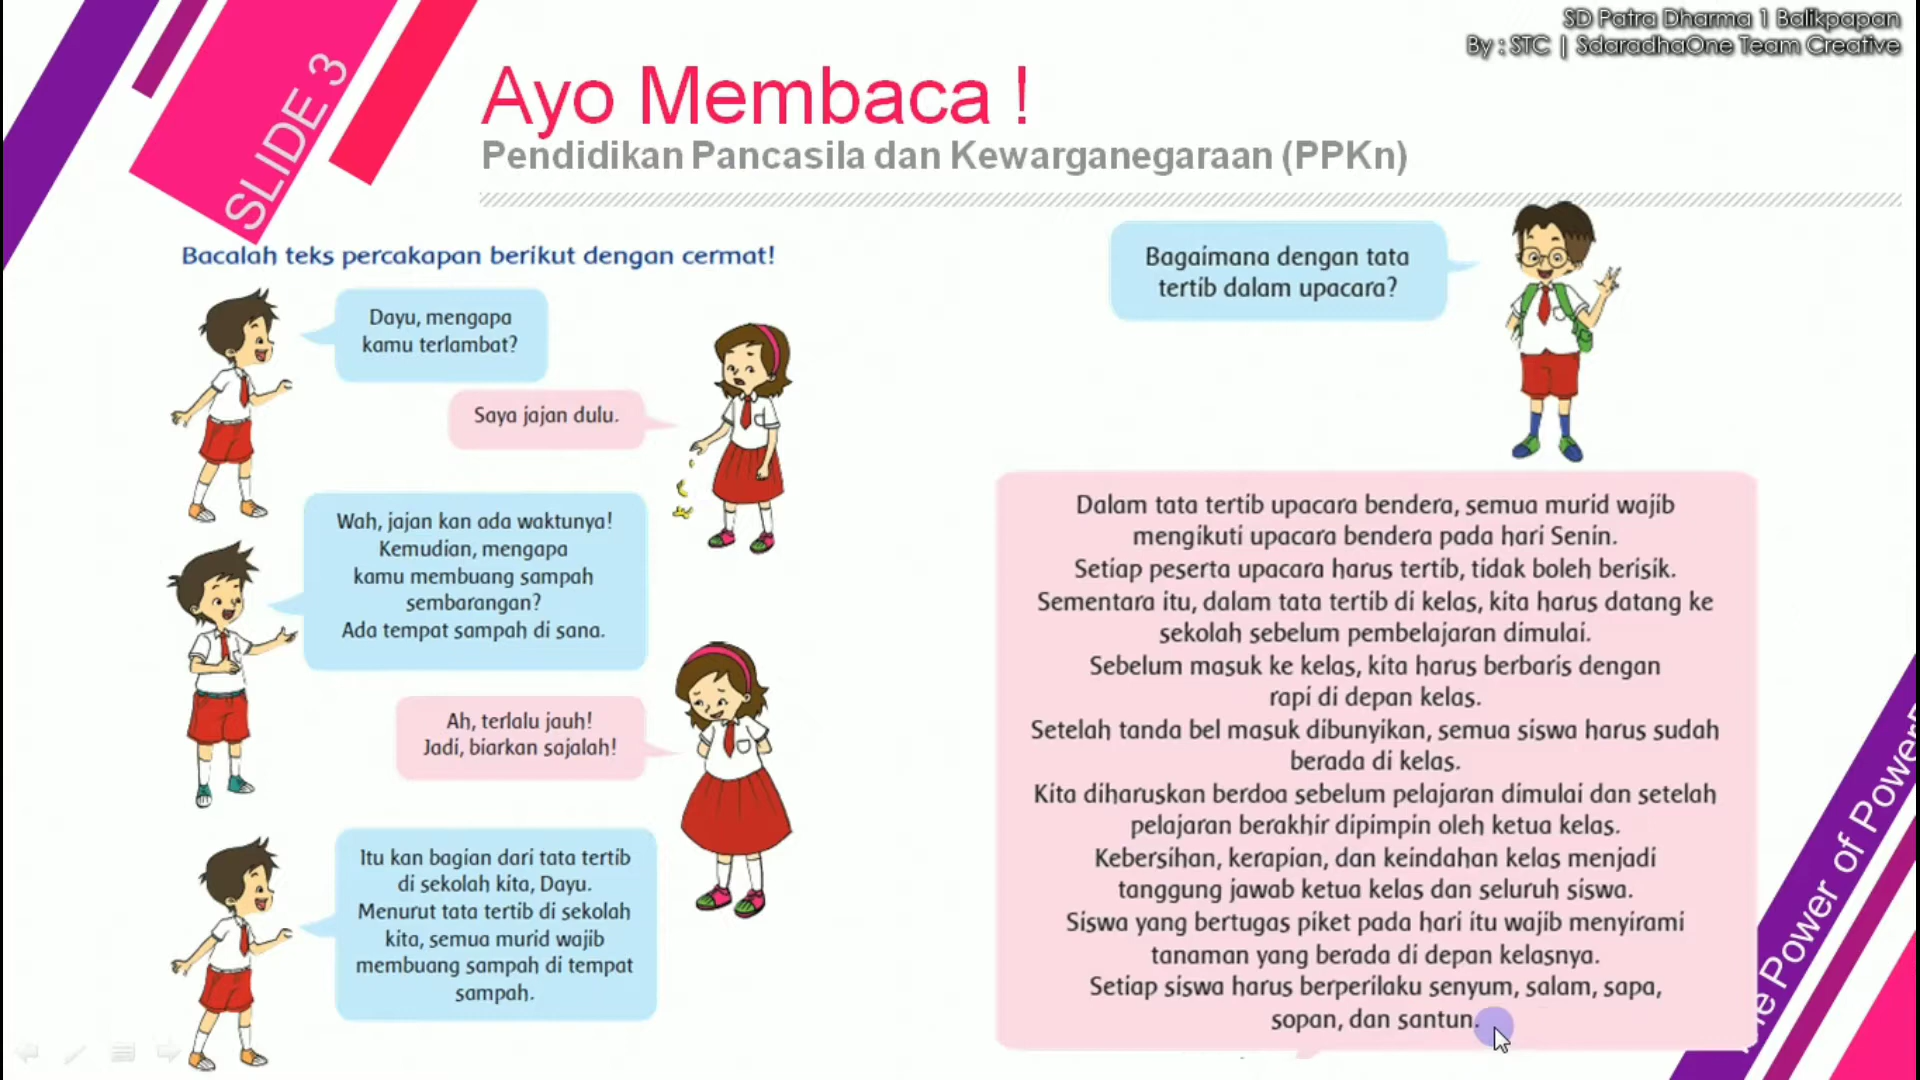 SD Patra Dharma 1 Balikpapan
By : STC | SdaradhaOne Team Creative
SLIDE 3
Ayo Membaca !
Pendidikan Pancasila dan Kewarganegaraan (PPKn)
Bacalah teks percakapan berikut dengan cermat!
Dayu, mengapa
kamu terlambat?
Saya jajan dulu.
Wah, jajan kan ada waktunya!
Kemudian, mengapa
kamu membuang sampah
sembarangan?
Ada tempat sampah di sana.
Ah, terlalu jauh!
Jadi, biarkan sajalah!
Itu kan bagian dari tata tertib
di sekolah kita, Dayu.
Menurut tata tertib di sekolah
kita, semua murid wajib
membuang sampah di tempat
sampah.
Bagaimana dengan tata
tertib dalam upacara?
Dalam tata tertib upacara bendera, semua murid wajib
mengikuti upacara bendera pada hari Senin.
Setiap peserta upacara harus tertib, tidak boleh berisik.
Sementara itu, dalam tata tertib di kelas, kita harus datang ke
sekolah sebelum pembelajaran dimulai.
Sebelum masuk ke kelas, kita harus berbaris dengan
rapi di depan kelas.
Setelah tanda bel masuk dibunyikan, semua siswa harus sudah
berada di kelas.
Kita diharuskan berdoa sebelum pelajaran dimulai dan setelah
pelajaran berakhir dipimpin oleh ketua kelas.
Kebersihan, kerapian, dan keindahan kelas menjadi
tanggung jawab ketua kelas dan seluruh siswa.
Siswa yang bertugas piket pada hari itu wajib menyirami
tanaman yang berada di depan kelasnya.
Setiap siswa harus berperilaku senyum, salam, sapa,
sopan, dan santun.
Power of